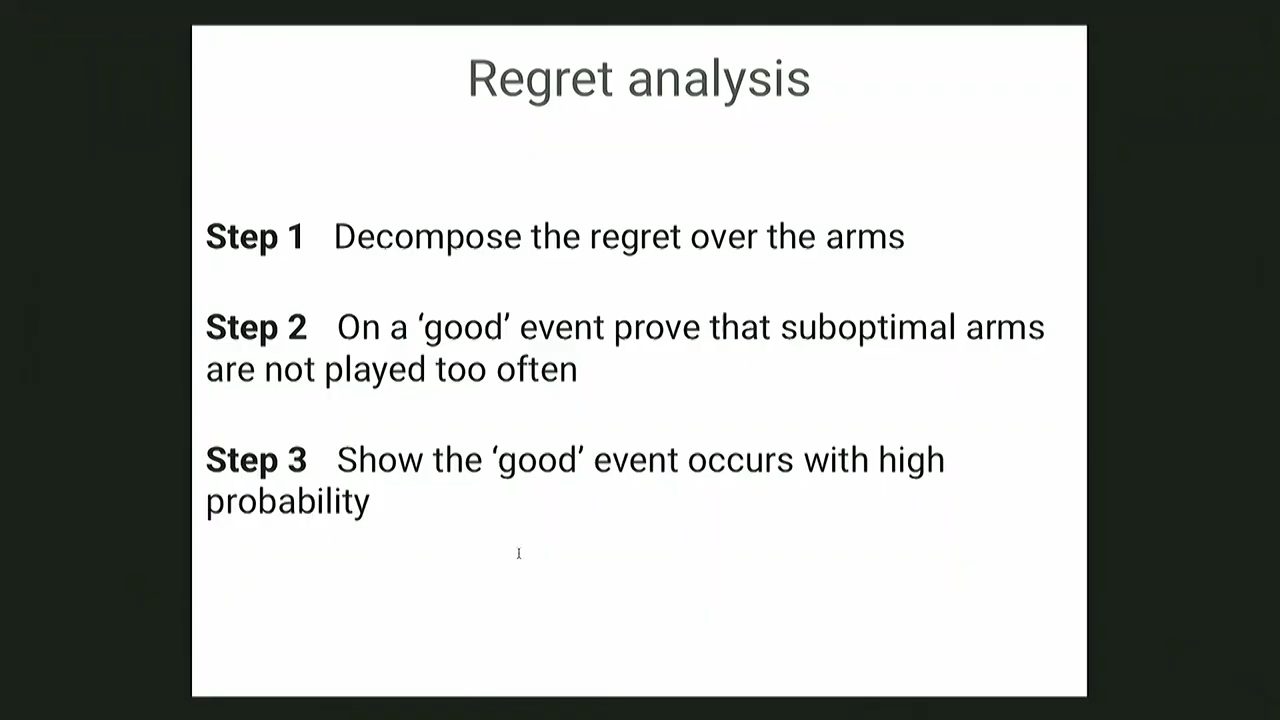 Regret analysis
Step 1 Decompose the regret over the arms
Step 2 On a ‘good’ event prove that suboptimal arms
are not played too often
Step 3 Show the ‘good’ event occurs with high
probability